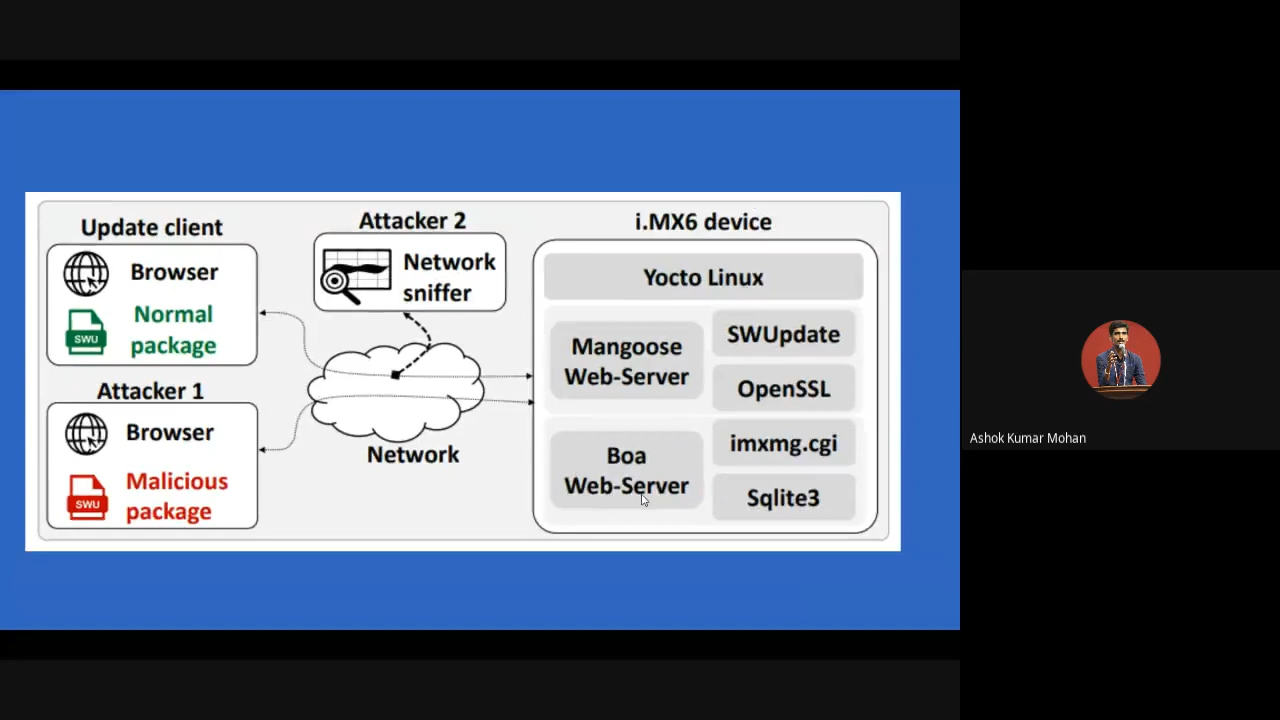 Update client
Browser
Normal
package
SWU
Attacker 1
Browser
Malicious
package
SWU
Attacker 2
Network
sniffer
Network
i.MX6 device
Yocto Linux
Mangoose
Web-Server
SWUpdate
OpenSSL
Boa
Web-Server
imxmg.cgi
Sqlite3
Ashok Kumar Mohan